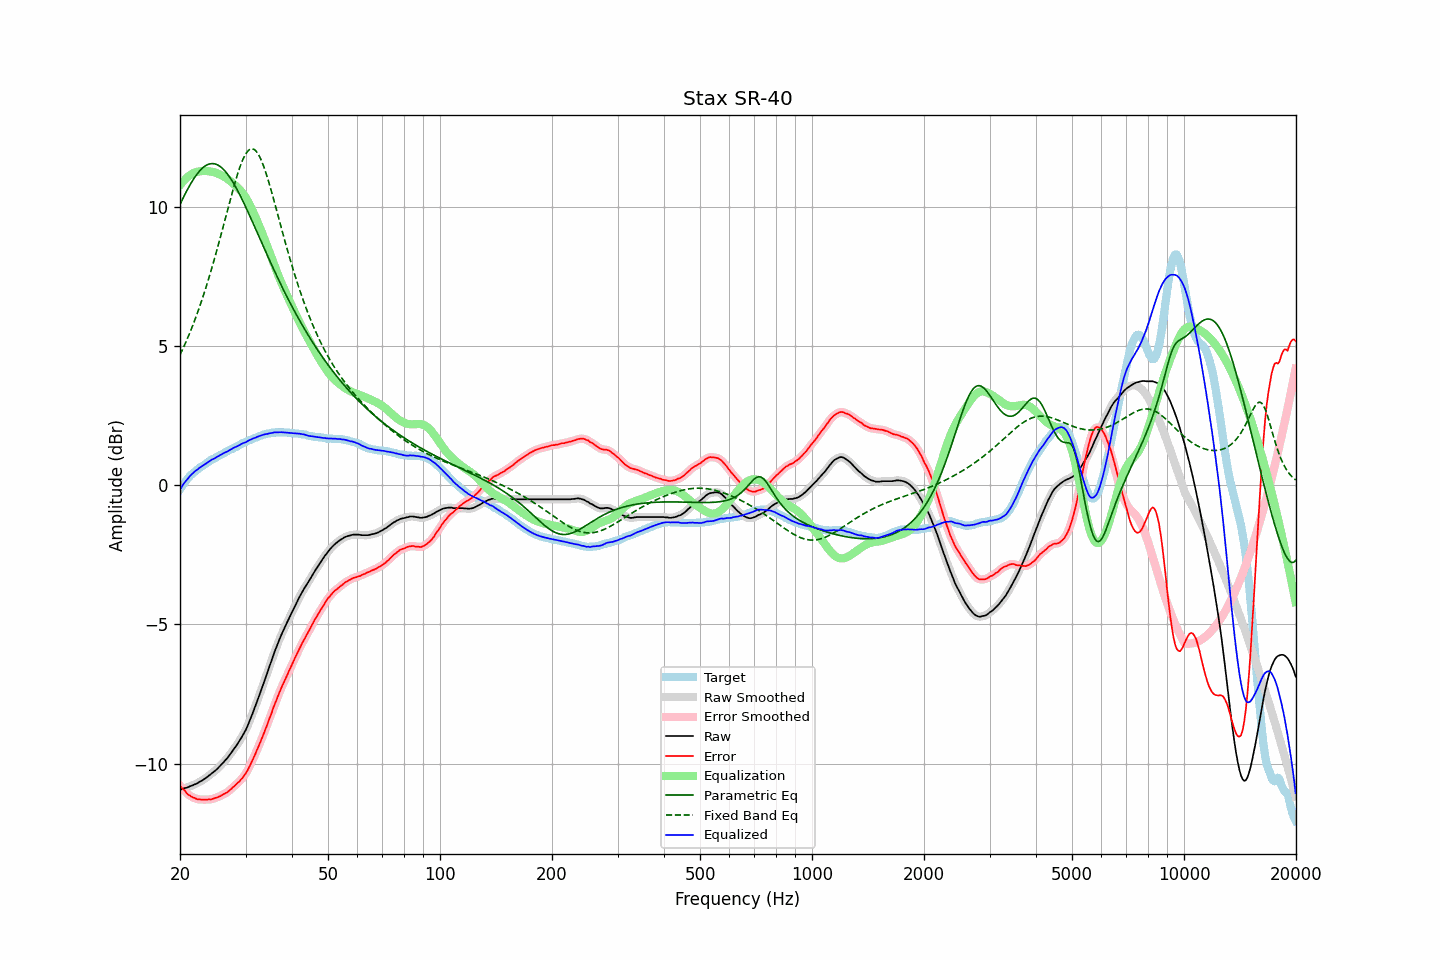 Stax SR-40
Amplitude (dBr)
10
5
0
−5
−10
Target
Raw Smoothed
Error Smoothed
Raw
Error
Equalization
Parametric Eq
Fixed Band Eq
Equalized
20 50 100 200 500 1000 2000 5000 10000 20000
Frequency (Hz)